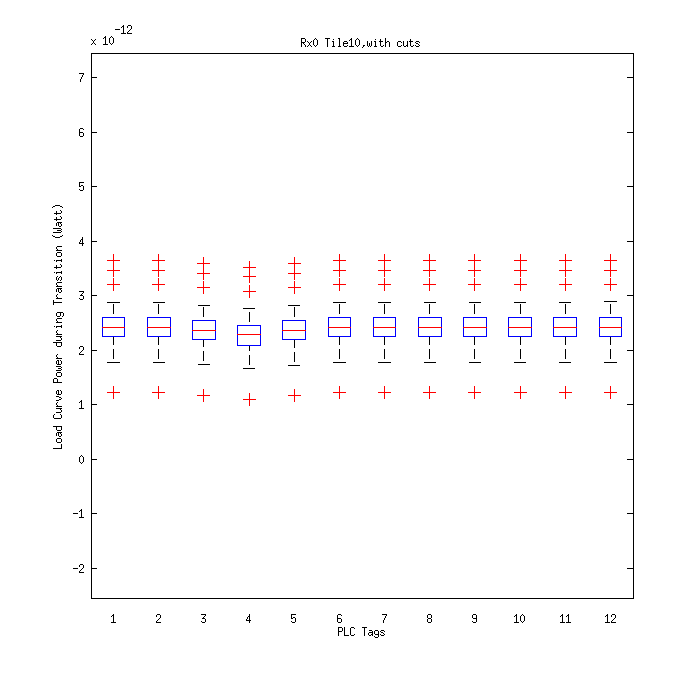 x 10^-12
Rx0 Tile10,with cuts
7
6
5
4
3
2
1
0
-1
-2
Load Curve Power during Transition (Watt)
1 2 3 4 5 6 7 8 9 10 11 12
PLC Tags